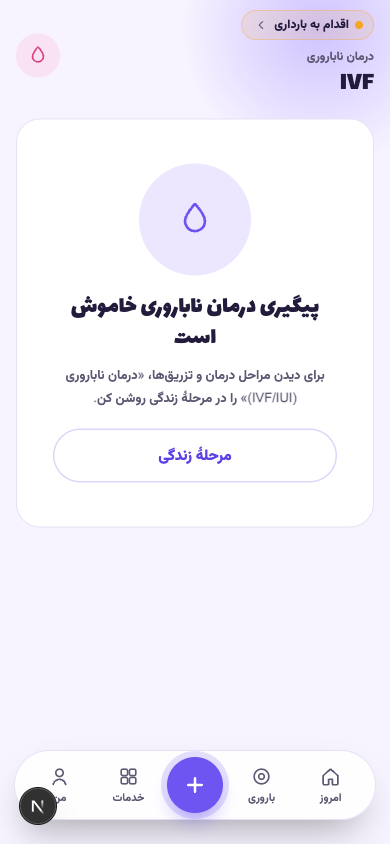 اقدام به بارداری
درمان ناباروری
IVF
پیگیری درمان ناباروری خاموش
است
برای دیدن مراحل درمان و تزریق‌ها، «درمان ناباروری
(IVF/IUI)» را در مرحلهٔ زندگی روشن کن.
مرحلهٔ زندگی
امروز
باروری
خدمات
من
N